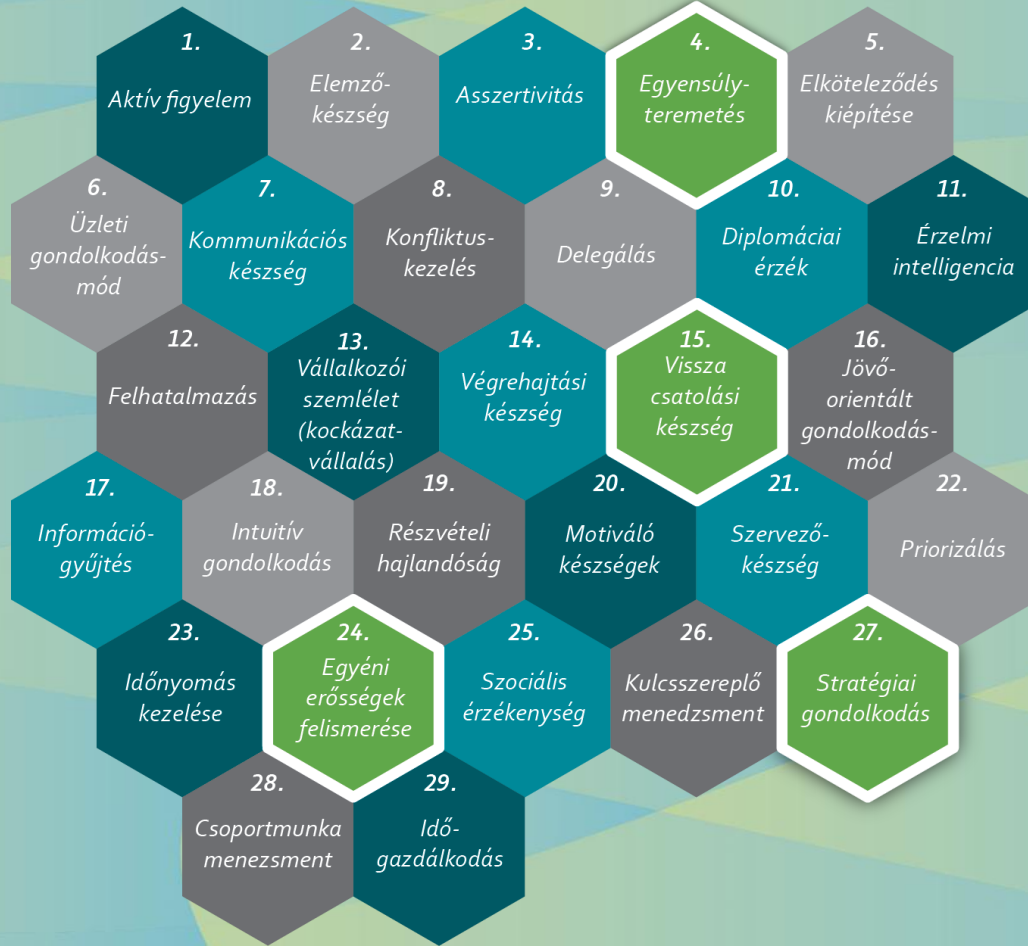 1.
Aktív figyelem
2.
Elemző-
készség
3.
Asszertivitás
4.
Egyensúly-
teremetés
5.
Elköteleződés
kiépítése
6.
Üzleti
gondolkodás-
mód
7.
Kommunikációs
készség
8.
Konfliktus-
kezelés
9.
Delegálás
10.
Diplomáciai
érzék
11.
Érzelmi
intelligencia
12.
Felhatalmazás
13.
Vállalkozói
szemlélet
(kockázat-
vállalás)
14.
Végrehajtási
készség
15.
Vissza
csatolási
készség
16.
Jövő-
orientált
gondolkodás-
mód
17.
Információ-
gyűjtés
18.
Intuitív
gondolkodás
19.
Részvételi
hajlandóság
20.
Motiváló
készségek
21.
Szervező-
készség
22.
Priorizálás
23.
Időnyomás
kezelése
24.
Egyéni
erősségek
felismerése
25.
Szociális
érzékenység
26.
Kulcsszereplő
menedzsment
27.
Stratégiai
gondolkodás
28.
Csoportmunka
menezsment
29.
Idő-
gazdálkodás